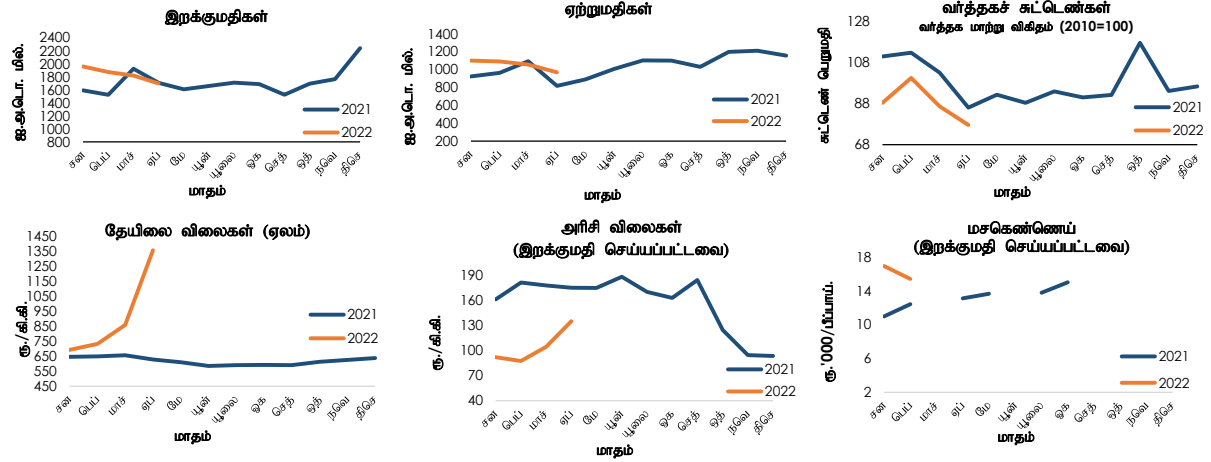 இறக்குமதிகள்
ஐ.அ.டொ. மில்.
2400
2200
2000
1800
1600
1400
1200
1000
800
2021
2022
சன பெப் மாச் ஏப் மே யூன் யூலை ஓக செத் ஒத் நவெ திசெ
மாதம்
ஏற்றுமதிகள்
ஐ.அ.டொ. மில்.
1400
1200
1000
800
600
400
200
2021
2022
சன பெப் மாச் ஏப் மே யூன் யூலை ஓக செத் ஒத் நவெ திசெ
மாதம்
வர்த்தகச் சுட்டெண்கள்
வர்த்தக மாற்று விகிதம் (2010=100)
சுட்டெண் பெறுமதி
128
108
88
68
2021
2022
சன பெப் மாச் ஏப் மே யூன் யூலை ஓக செத் ஒத் நவெ திசெ
மாதம்
தேயிலை விலைகள் (ஏலம்)
ரூ./கி.கி.
1450
1350
1250
1150
1050
950
850
750
650
550
450
2021
2022
சன பெப் மாச் ஏப் மே யூன் யூலை ஓக செத் ஒத் நவெ திசெ
மாதம்
அரிசி விலைகள்
(இறக்குமதி செய்யப்பட்டவை)
ரூ./கி.கி.
190
160
130
100
70
40
2021
2022
சன பெப் மாச் ஏப் மே யூன் யூலை ஓக செத் ஒத் நவெ திசெ
மாதம்
மசகெண்ணெய்
(இறக்குமதி செய்யப்பட்டவை)
ரூ.'000/பீப்பாய்.
18
14
10
6
2
2021
2022
சன பெப் மாச் ஏப் மே யூன் யூலை ஓக செத் ஒத் நவெ திசெ
மாதம்